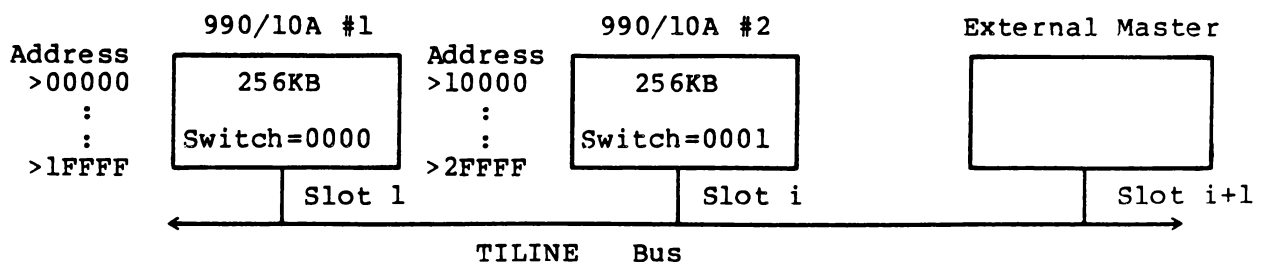 990/10A #1 990/10A #2 External Master
Address Address
>00000 256KB >10000 256KB
: :
: Switch=0000 : Switch=0001
>1FFFF >2FFFF
Slot 1 Slot i Slot i+1
TILINE Bus